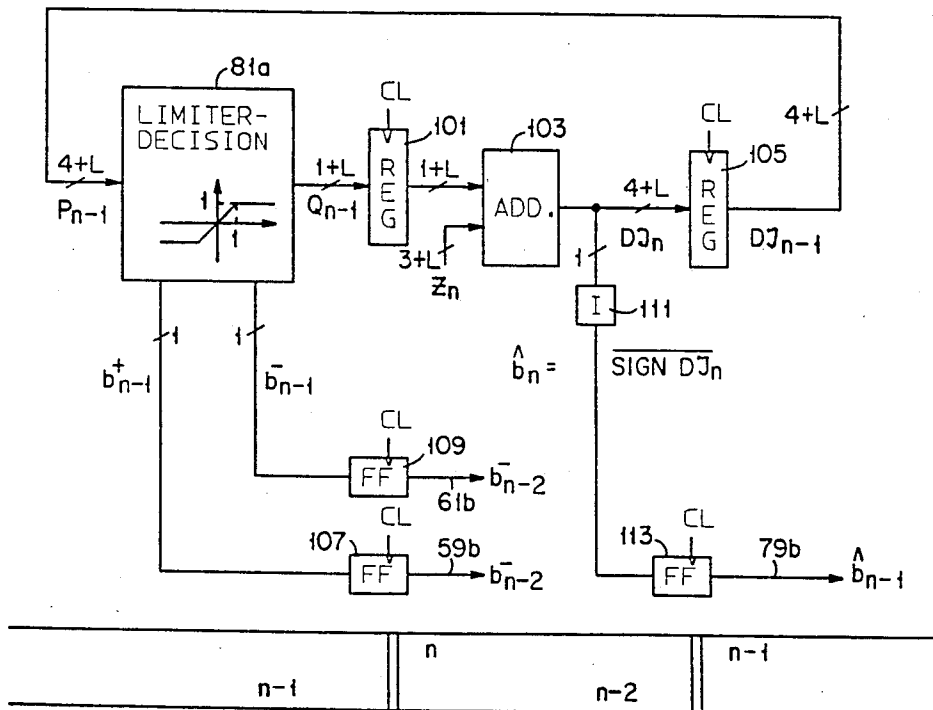 81a
LIMITER-
DECISION
1
1
4+L
Pn-1
1+L
Qn-1
CL
101
REG
1+L
3+L
Zn
103
ADD.
4+L
DJn
CL
105
REG
DJn-1
4+L
1
I
111
b̂n = SIGN DJn
1
b+n-1
1
b-n-1
CL
109
FF
61b
b-n-2
CL
107
FF
59b
b-n-2
CL
113
FF
79b
b̂n-1
n
n-1
n-1
n-2